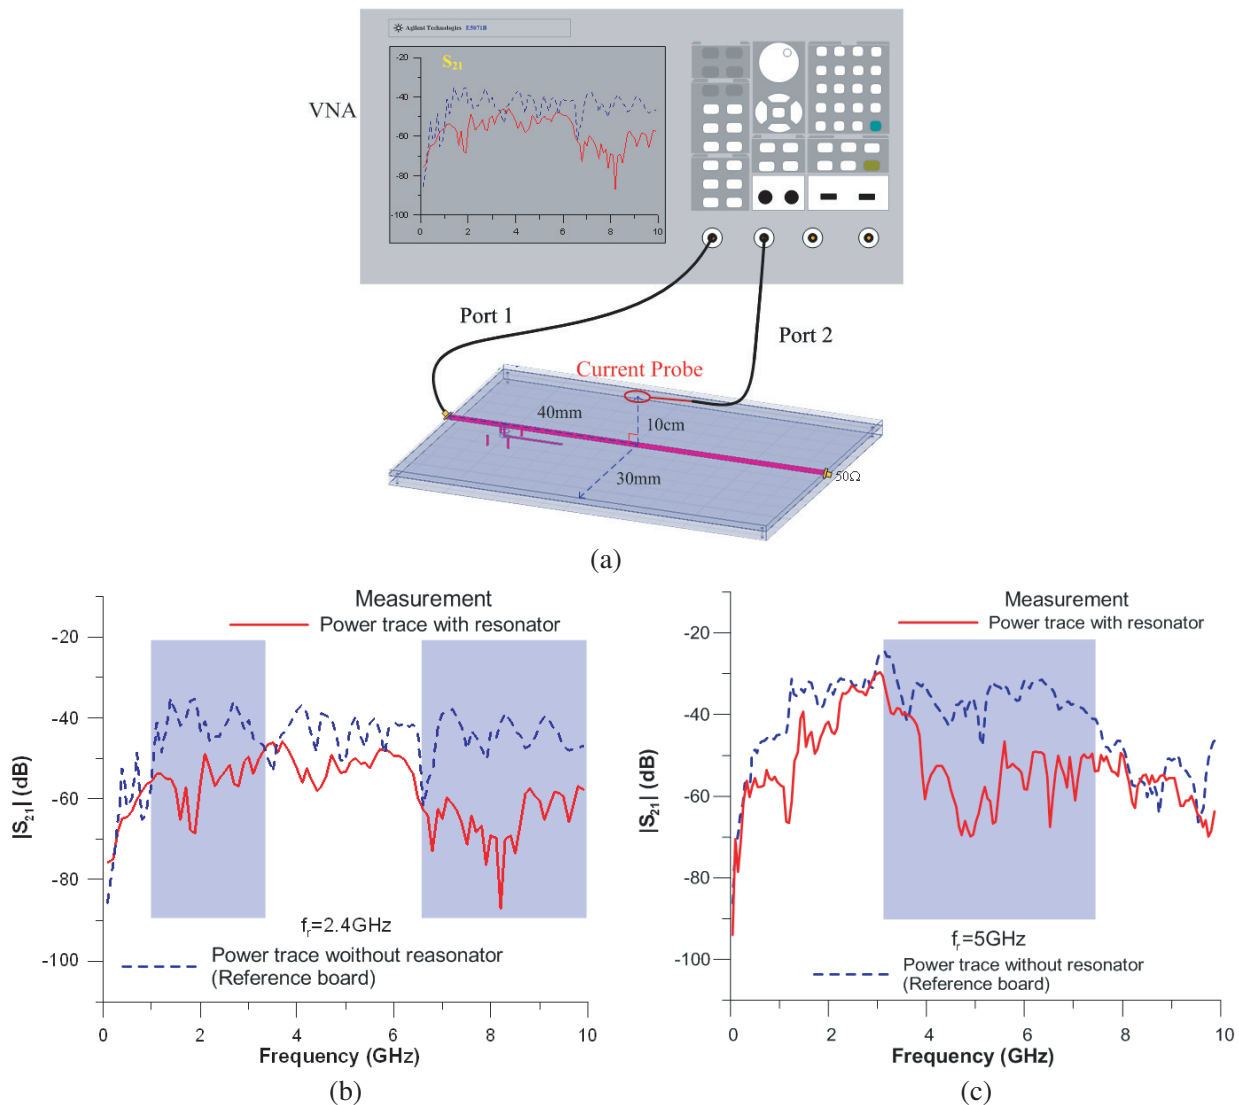 Agilent Technologies E5071B
S21
-20
-40
-60
-80
-100
0 2 4 6 8 10
VNA
Port 1
Port 2
Current Probe
40mm
10cm
30mm
50Ω
(a)
Measurement
Power trace with resonator
-20
-40
-60
-80
-100
|S21| (dB)
fr=2.4GHz
Power trace woithout reasonator
(Reference board)
0 2 4 6 8 10
Frequency (GHz)
(b)
Measurement
Power trace with resonator
-20
-40
-60
-80
-100
|S21| (dB)
fr=5GHz
Power trace without resonator
(Reference board)
0 2 4 6 8 10
Frequency (GHz)
(c)